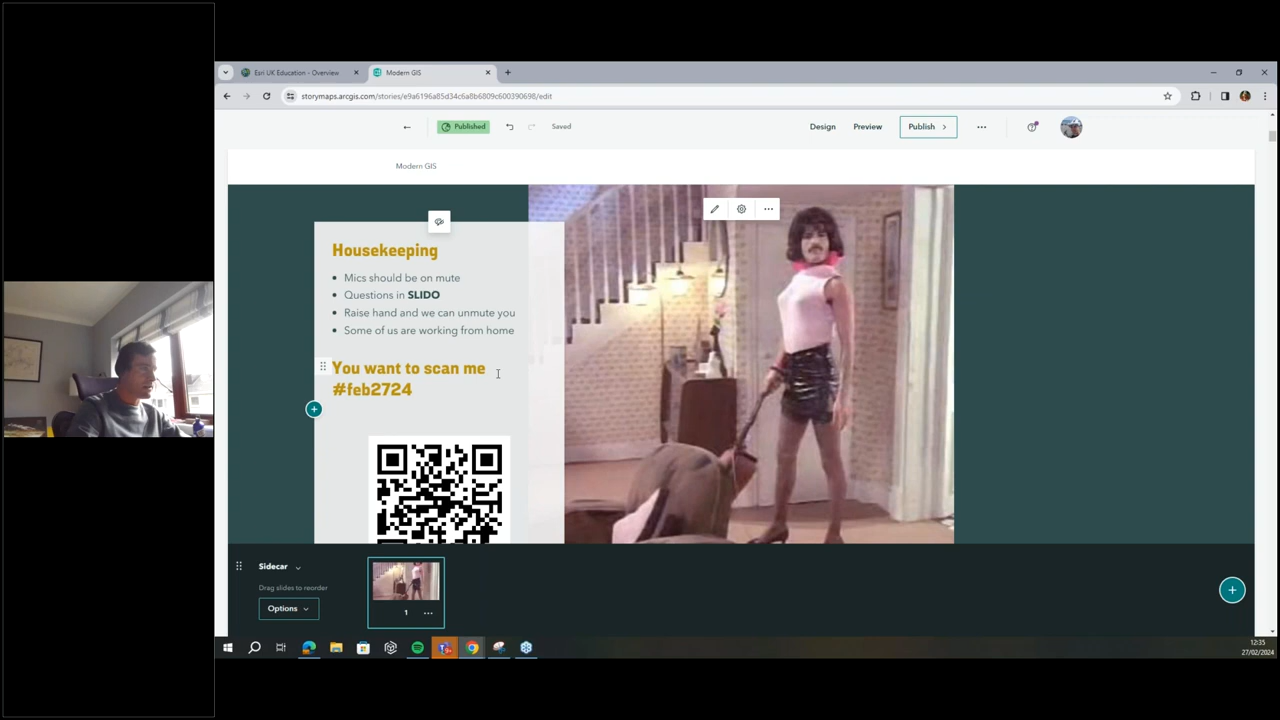 Esri UK Education - Overview
Modern GIS
storymaps.arcgis.com/stories/e9a6196a85d34c6a8b6809c600390698/edit
Published
Saved
Design
Preview
Publish
Modern GIS
Housekeeping
Mics should be on mute
Questions in SLIDO
Raise hand and we can unmute you
Some of us are working from home
You want to scan me
#feb2724
Sidecar
Drag slides to reorder
Options
1
12:35
27/02/2024